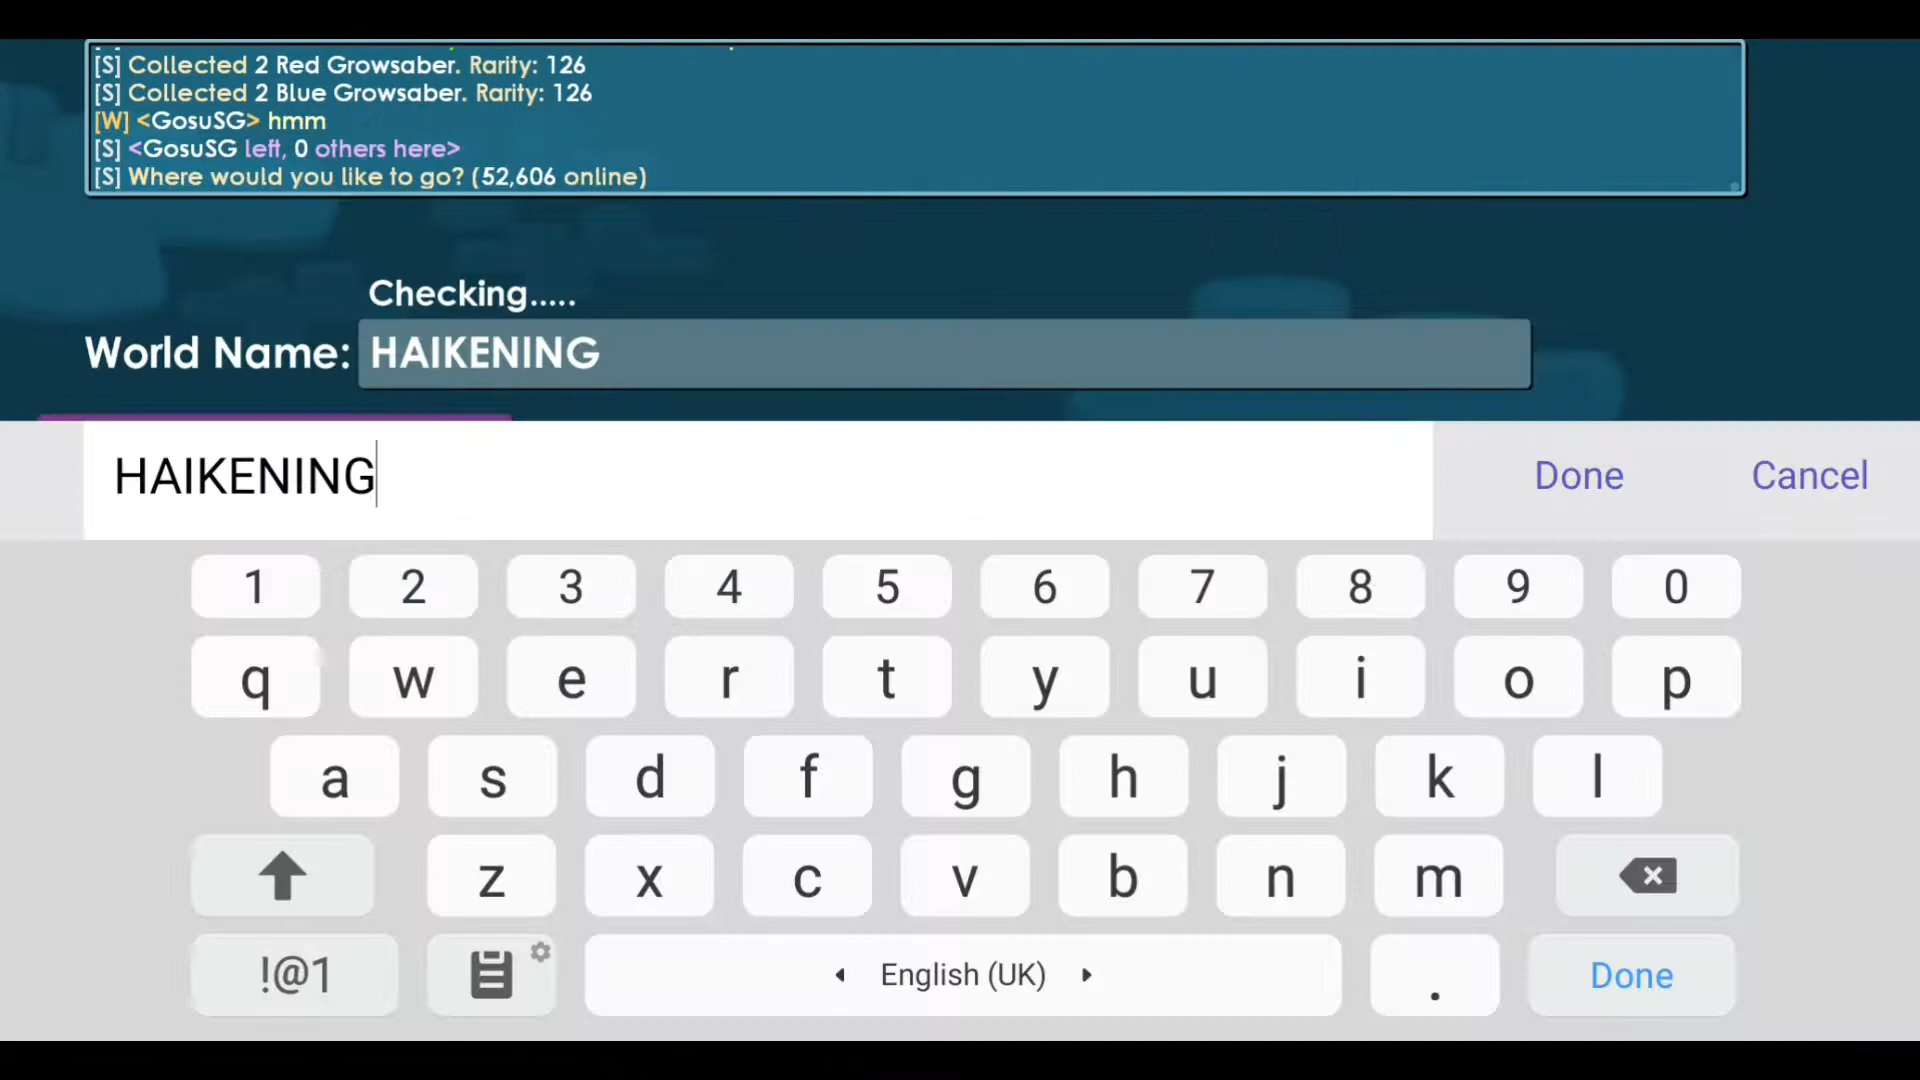 [S] Collected 2 Red Growsaber. Rarity: 126
[S] Collected 2 Blue Growsaber. Rarity: 126
[W] <GosuSG> hmm
[S] <GosuSG left, 0 others here>
[S] Where would you like to go? (52,606 online)
Checking.....
World Name: HAIKENING
HAIKENING Done Cancel
1 2 3 4 5 6 7 8 9 0
q w e r t y u i o p
a s d f g h j k l
z x c v b n m
!@1 English (UK) . Done